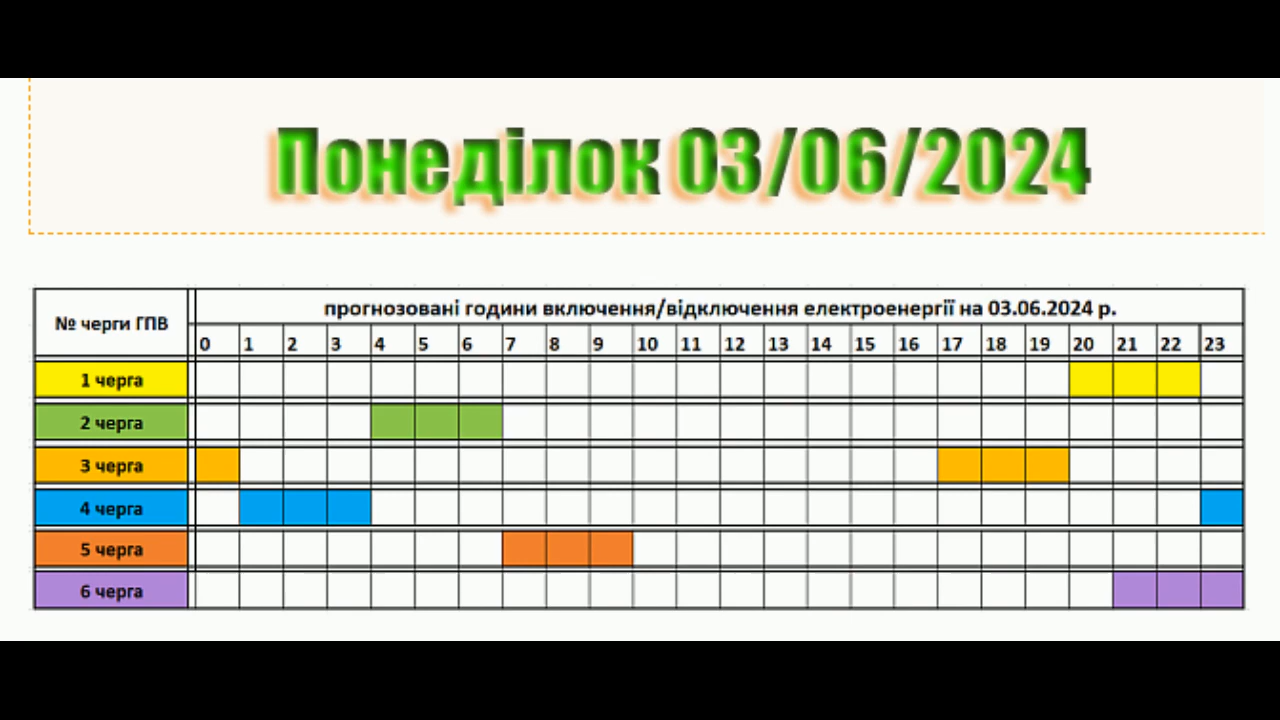 Понеділок 03/06/2024
№ черги ГПВ
прогнозовані години включення/відключення електроенергії на 03.06.2024 р.
0 1 2 3 4 5 6 7 8 9 10 11 12 13 14 15 16 17 18 19 20 21 22 23
1 черга
2 черга
3 черга
4 черга
5 черга
6 черга